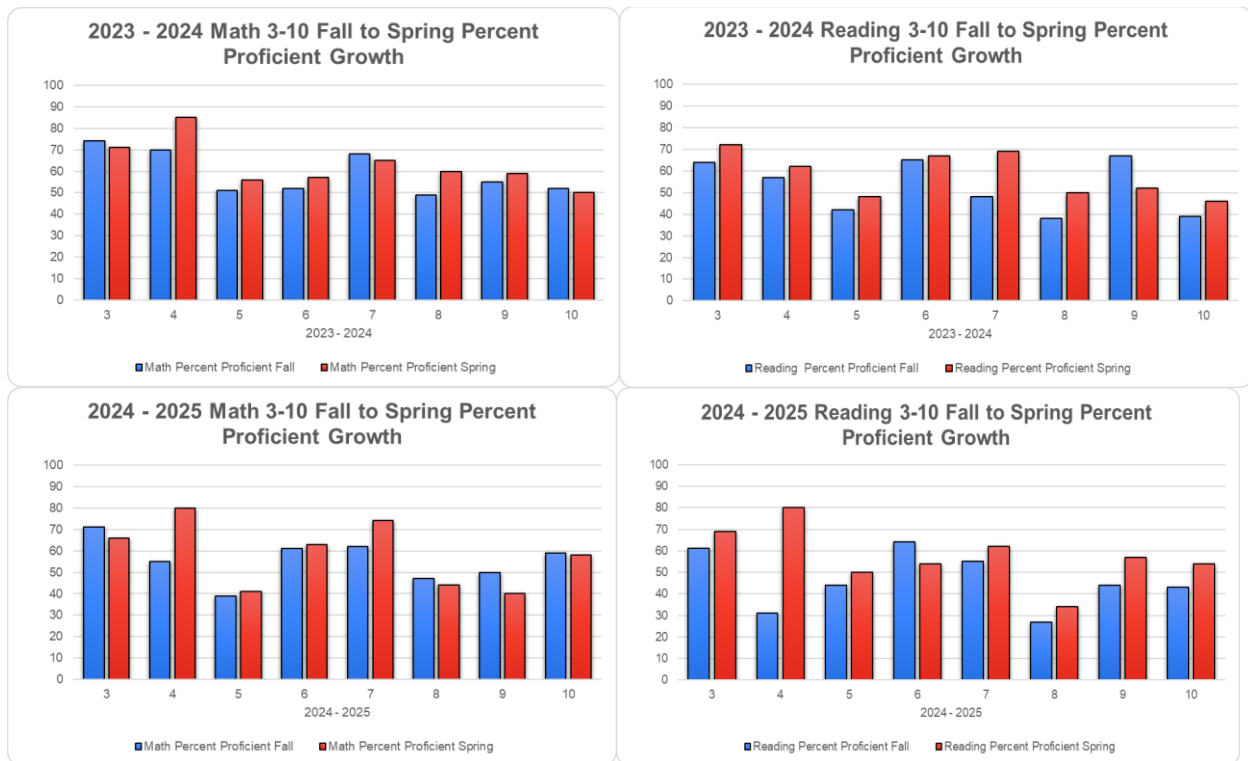 2023 - 2024 Math 3-10 Fall to Spring Percent
Proficient Growth
100
90
80
70
60
50
40
30
20
10
0
3 4 5 6 7 8 9 10
2023 - 2024
Math Percent Proficient Fall Math Percent Proficient Spring
2023 - 2024 Reading 3-10 Fall to Spring Percent
Proficient Growth
100
90
80
70
60
50
40
30
20
10
0
3 4 5 6 7 8 9 10
2023 - 2024
Reading Percent Proficient Fall Reading Percent Proficient Spring
2024 - 2025 Math 3-10 Fall to Spring Percent
Proficient Growth
100
90
80
70
60
50
40
30
20
10
0
3 4 5 6 7 8 9 10
2024 - 2025
Math Percent Proficient Fall Math Percent Proficient Spring
2024 - 2025 Reading 3-10 Fall to Spring Percent
Proficient Growth
100
90
80
70
60
50
40
30
20
10
0
3 4 5 6 7 8 9 10
2024 - 2025
Reading Percent Proficient Fall Reading Percent Proficient Spring